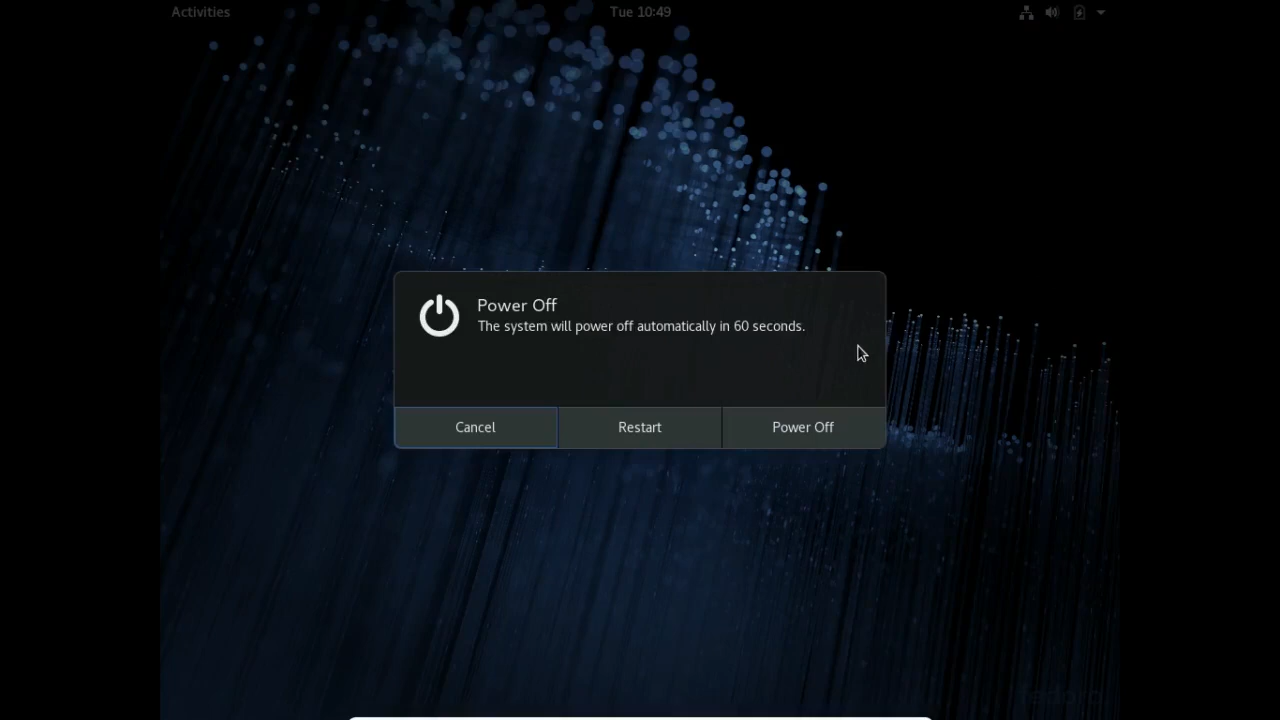 Activities
Tue 10:49
Power Off
The system will power off automatically in 60 seconds.
Cancel
Restart
Power Off